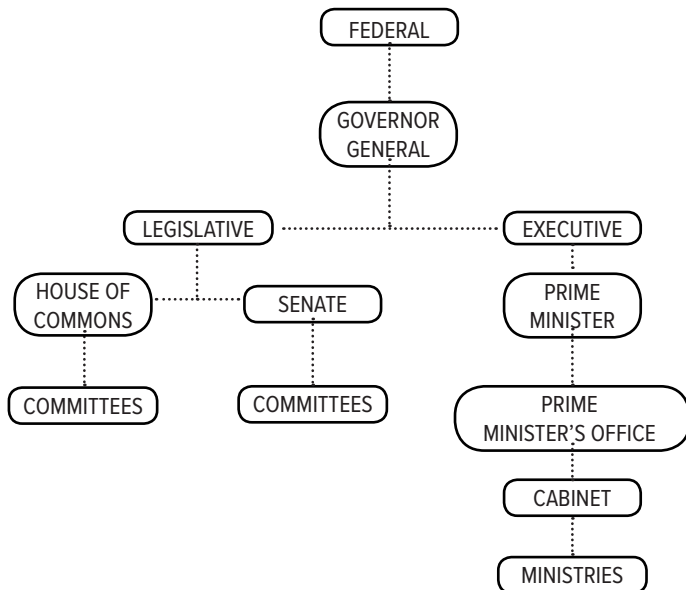 FEDERAL
GOVERNOR
GENERAL
LEGISLATIVE
EXECUTIVE
HOUSE OF
COMMONS
SENATE
PRIME
MINISTER
COMMITTEES
COMMITTEES
PRIME
MINISTER'S OFFICE
CABINET
MINISTRIES